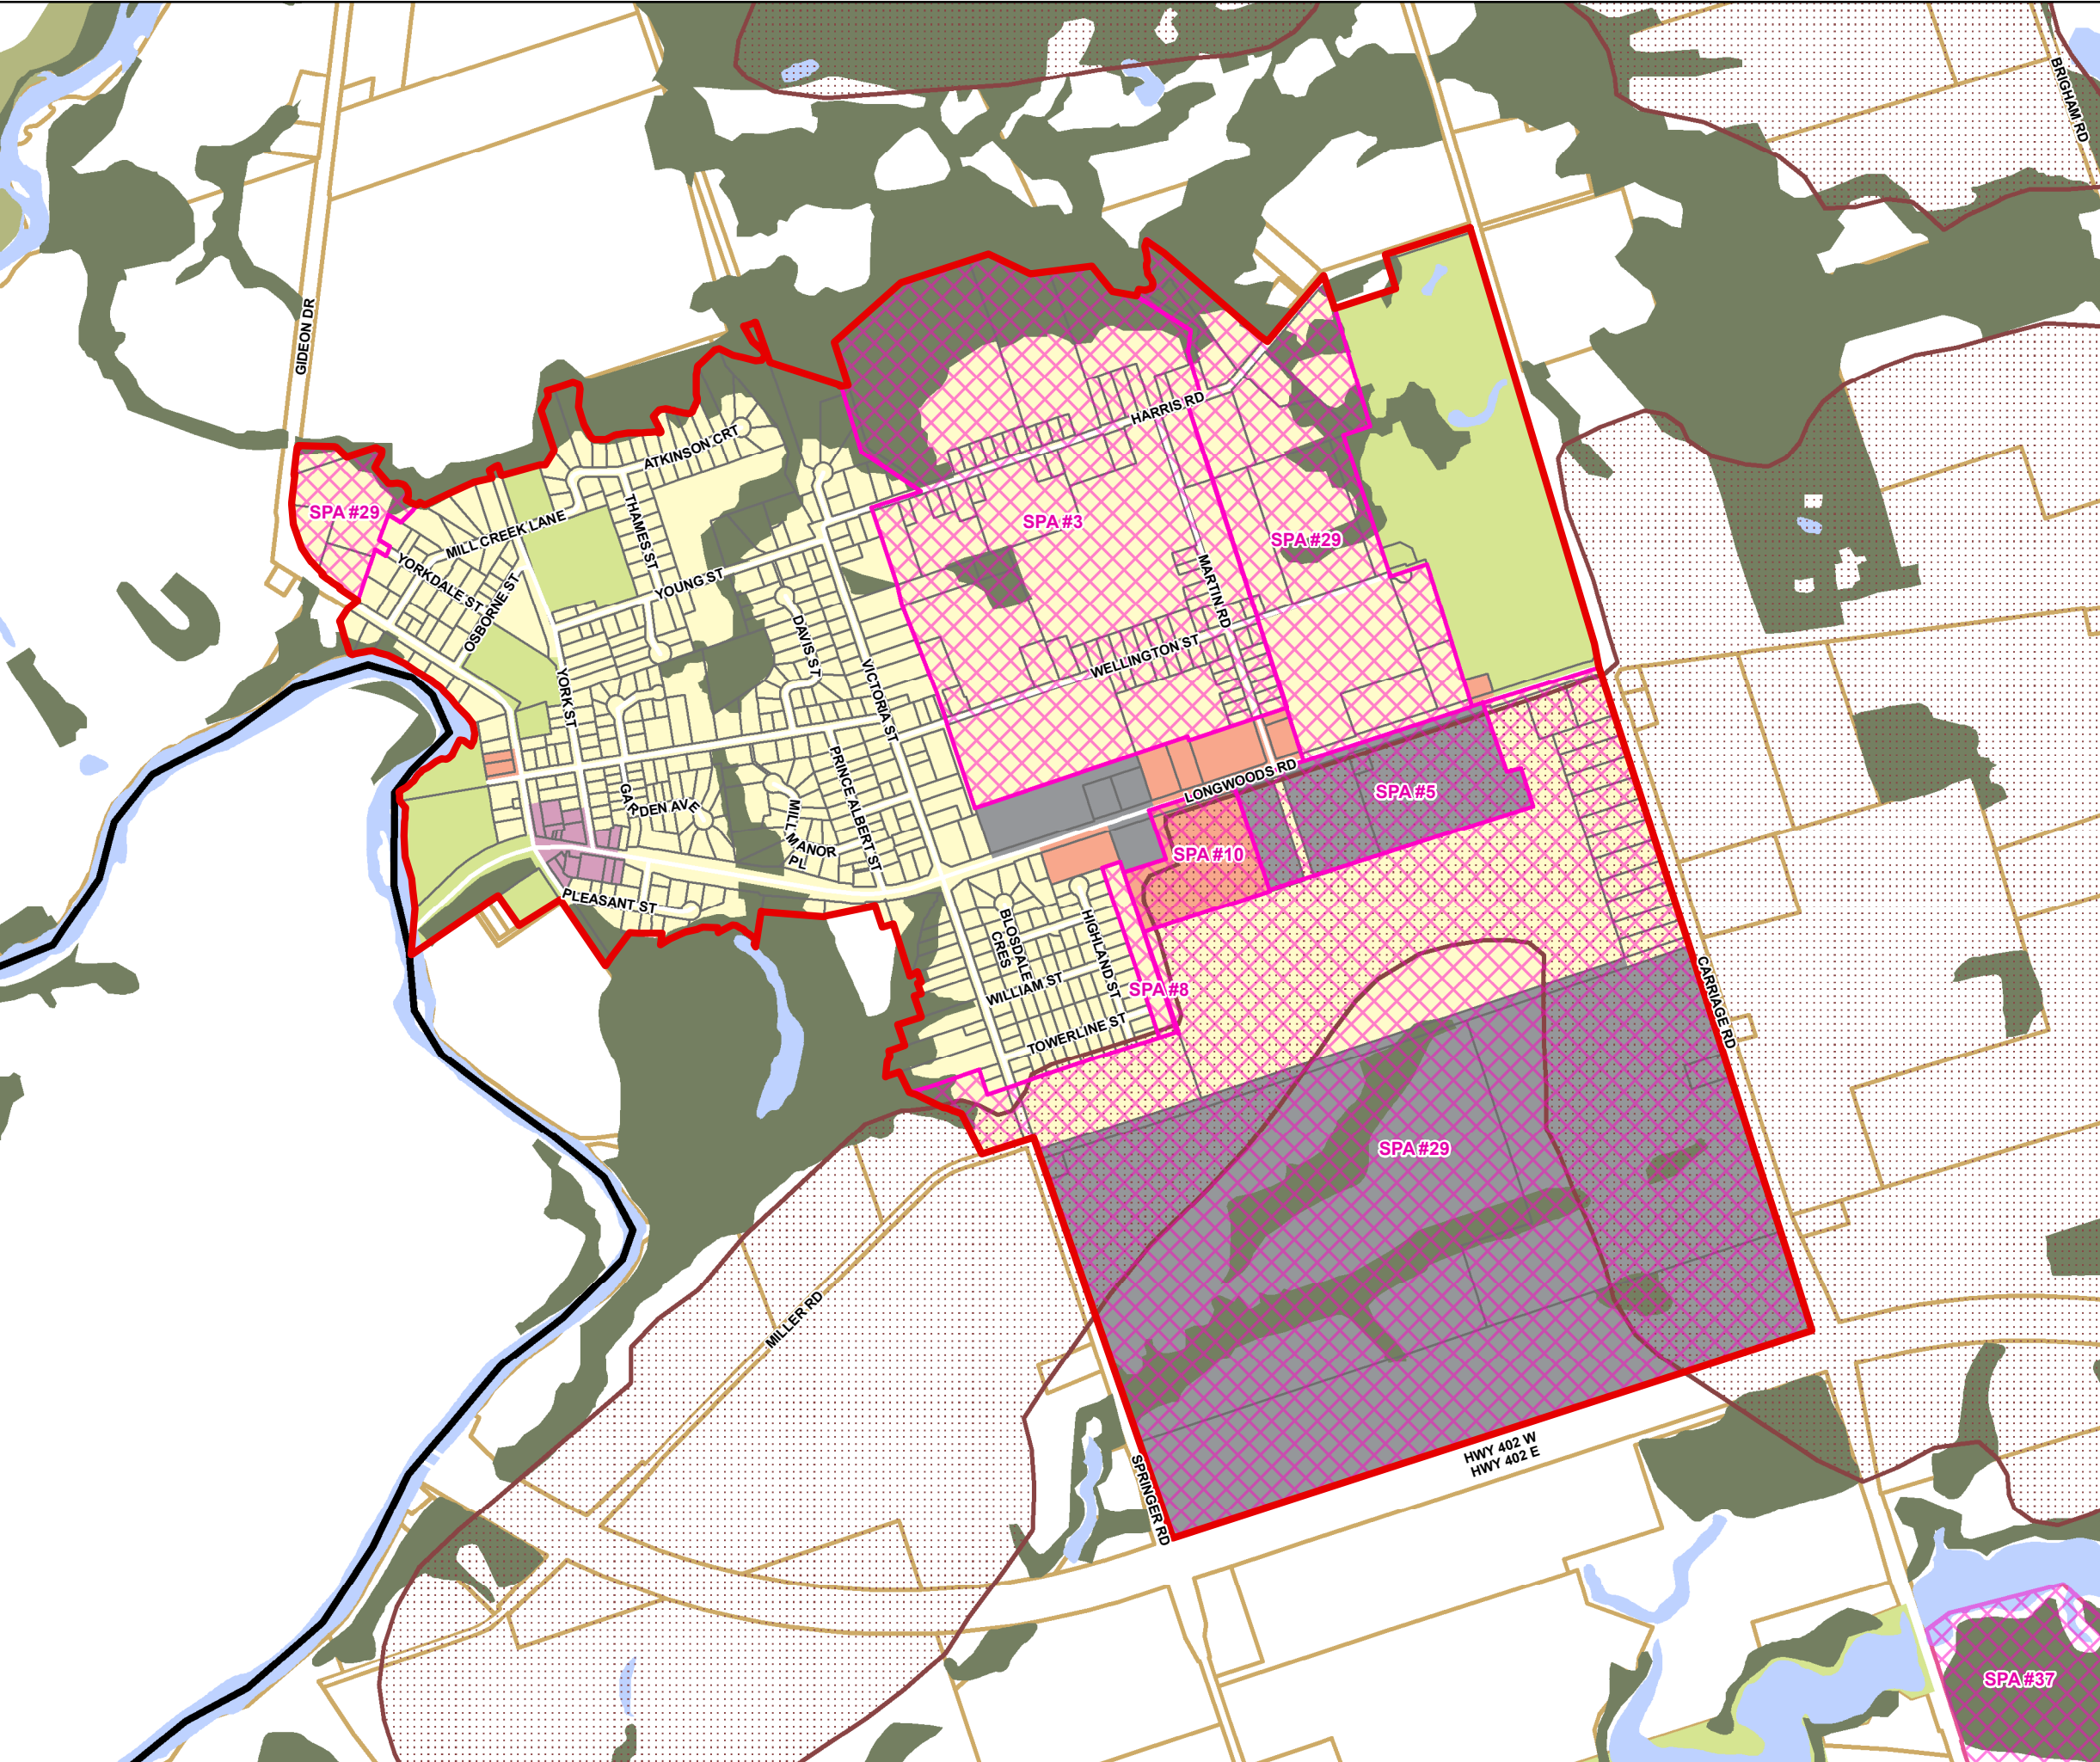 BRIGHAM RD
GIDEON DR
HARRIS RD
ATKINSON CRT
SPA #29
SPA #3
MILL CREEK LANE
THAMES ST
SPA #29
YORKDALE ST
OSBORNE ST
YOUNG ST
MARTIN RD
DAVIS ST
WELLINGTON ST
YORK ST
VICTORIA ST
LONGWOODS RD
SPA #5
GARDEN AVE
MILL MANOR
PL
PRINCE ALBERT ST
SPA #10
PLEASANT ST
BLOSDALE
CRES
HIGHLAND ST
WILLIAM ST
SPA #8
CARRIAGE RD
TOWERLINE ST
SPA #29
MILLER RD
HWY 402 W
HWY 402 E
SPRINGER RD
SPA #37